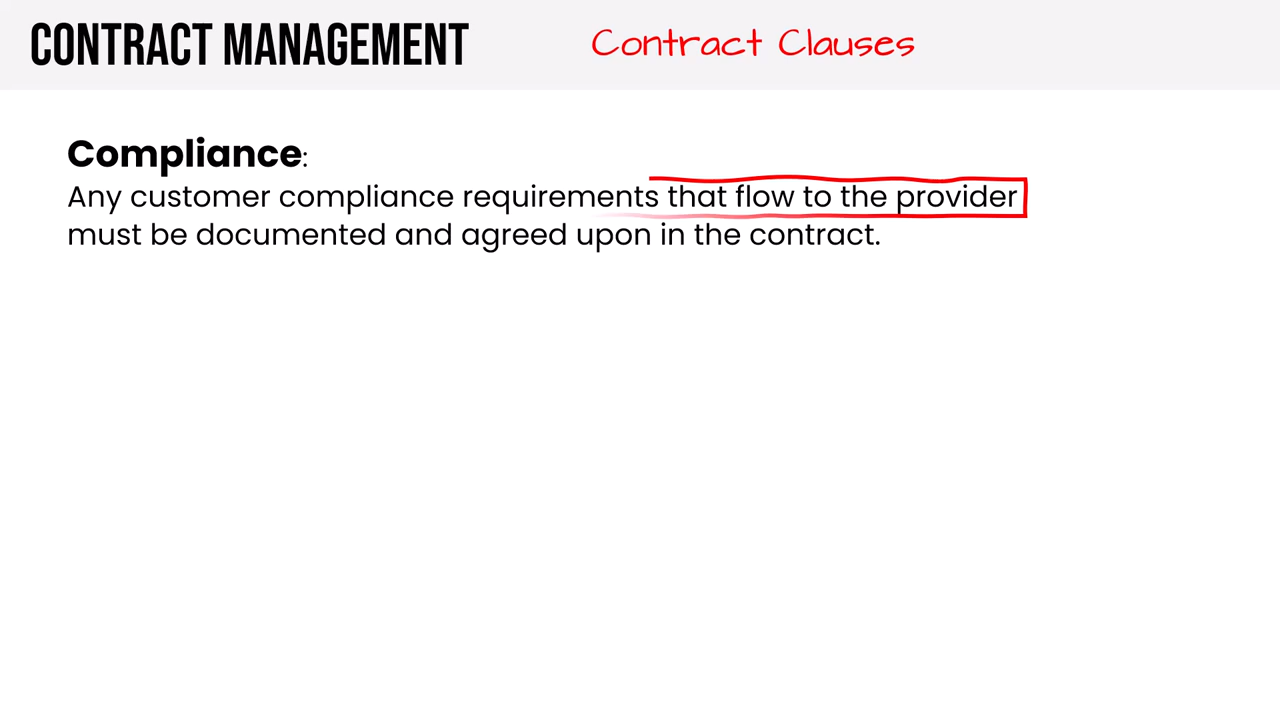 CONTRACT MANAGEMENT
Contract Clauses
Compliance:
Any customer compliance requirements that flow to the provider
must be documented and agreed upon in the contract.